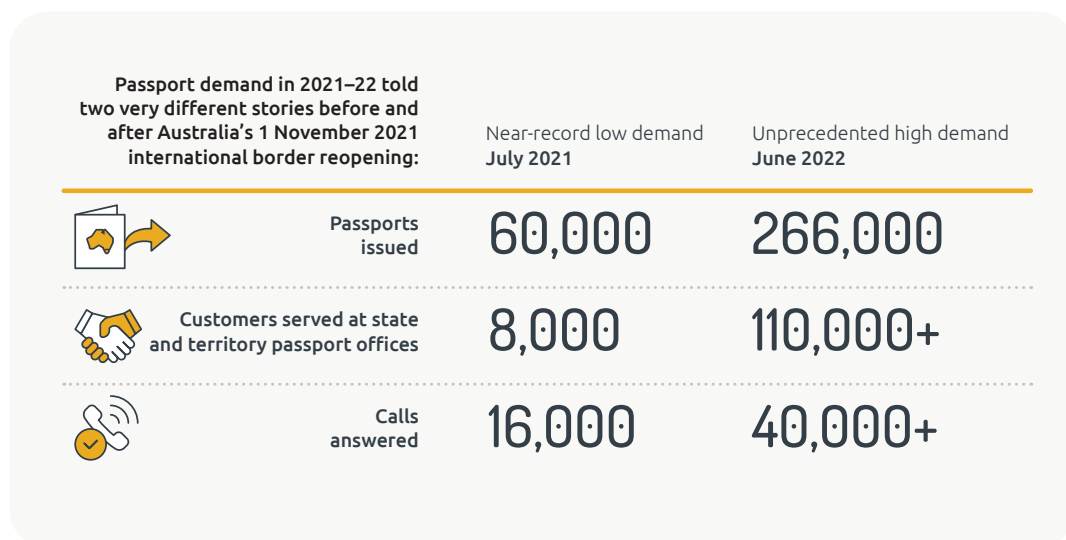 Passport demand in 2021–22 told
two very different stories before and
after Australia’s 1 November 2021
international border reopening:
Near-record low demand
July 2021
Unprecedented high demand
June 2022
Passports
issued
60,000
266,000
Customers served at state
and territory passport offices
8,000
110,000+
Calls
answered
16,000
40,000+